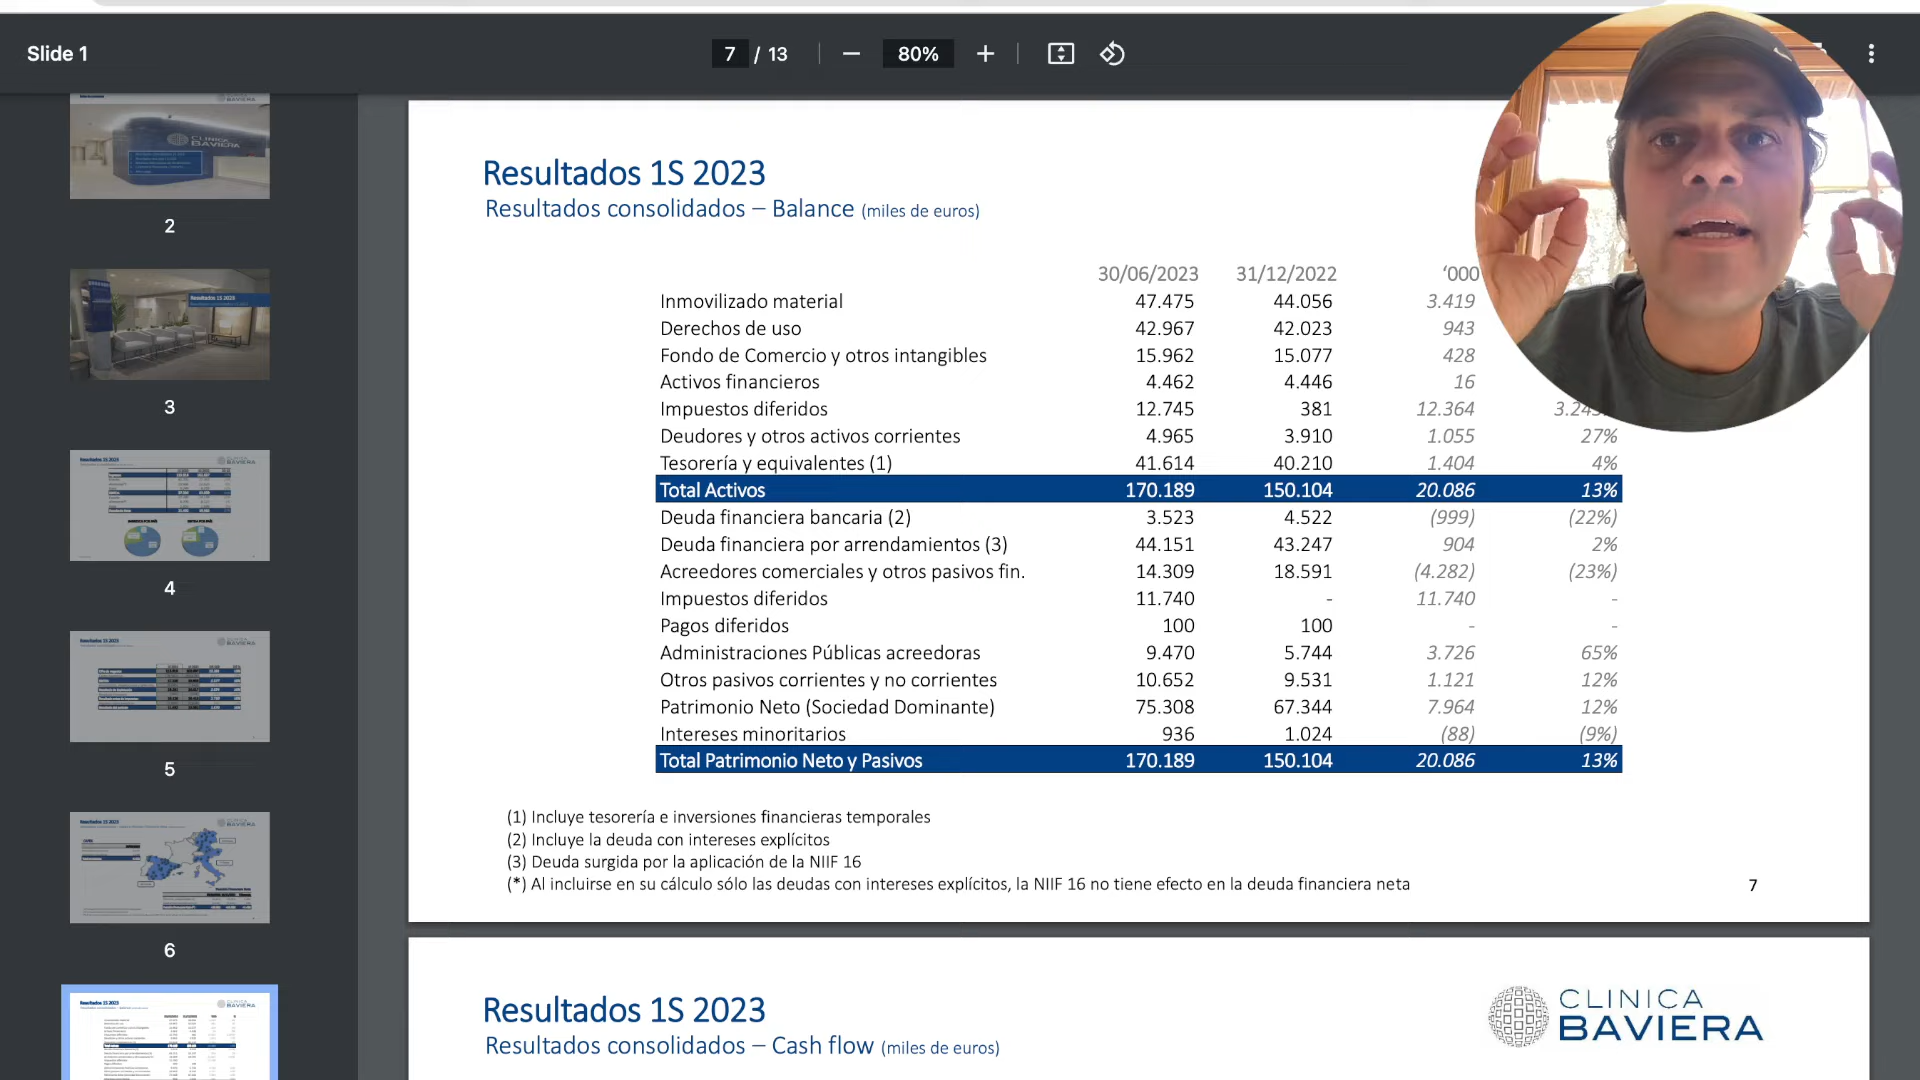 Slide 1
7 / 13
80%
2
3
4
5
6
Resultados 1S 2023
Resultados consolidados – Balance (miles de euros)
30/06/2023 31/12/2022 ‘000
Inmovilizado material 47.475 44.056 3.419
Derechos de uso 42.967 42.023 943
Fondo de Comercio y otros intangibles 15.962 15.077 428
Activos financieros 4.462 4.446 16
Impuestos diferidos 12.745 381 12.364
Deudores y otros activos corrientes 4.965 3.910 1.055 27%
Tesorería y equivalentes (1) 41.614 40.210 1.404 4%
Total Activos 170.189 150.104 20.086 13%
Deuda financiera bancaria (2) 3.523 4.522 (999) (22%)
Deuda financiera por arrendamientos (3) 44.151 43.247 904 2%
Acreedores comerciales y otros pasivos fin. 14.309 18.591 (4.282) (23%)
Impuestos diferidos 11.740 - 11.740 -
Pagos diferidos 100 100 - -
Administraciones Públicas acreedoras 9.470 5.744 3.726 65%
Otros pasivos corrientes y no corrientes 10.652 9.531 1.121 12%
Patrimonio Neto (Sociedad Dominante) 75.308 67.344 7.964 12%
Intereses minoritarios 936 1.024 (88) (9%)
Total Patrimonio Neto y Pasivos 170.189 150.104 20.086 13%
(1) Incluye tesorería e inversiones financieras temporales
(2) Incluye la deuda con intereses explícitos
(3) Deuda surgida por la aplicación de la NIIF 16
(*) Al incluirse en su cálculo sólo las deudas con intereses explícitos, la NIIF 16 no tiene efecto en la deuda financiera neta
7
Resultados 1S 2023
Resultados consolidados – Cash flow (miles de euros)
CLINICA
BAVIERA